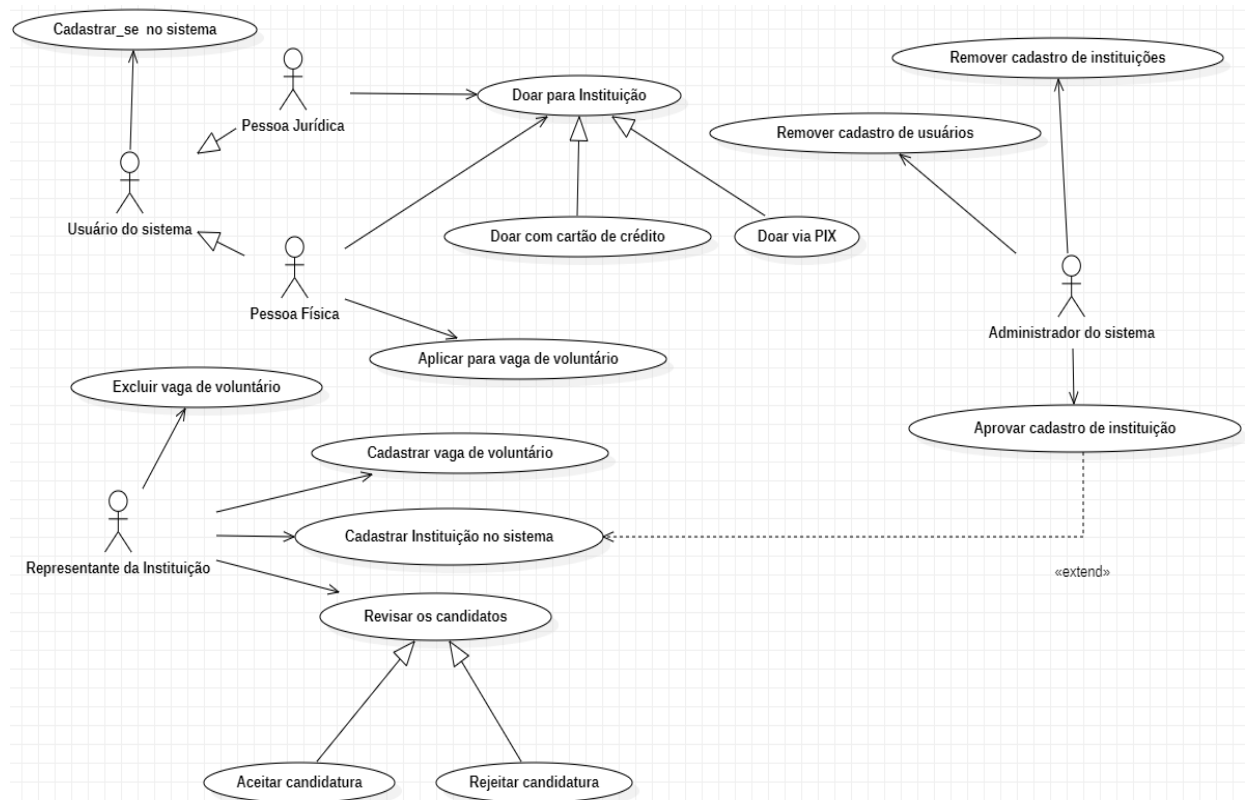 Cadastrar_se no sistema
Remover cadastro de instituições
Doar para Instituição
Pessoa Jurídica
Remover cadastro de usuários
Usuário do sistema
Doar com cartão de crédito
Doar via PIX
Pessoa Física
Administrador do sistema
Aplicar para vaga de voluntário
Excluir vaga de voluntário
Aprovar cadastro de instituição
Cadastrar vaga de voluntário
Cadastrar Instituição no sistema
Representante da Instituição
«extend»
Revisar os candidatos
Aceitar candidatura
Rejeitar candidatura